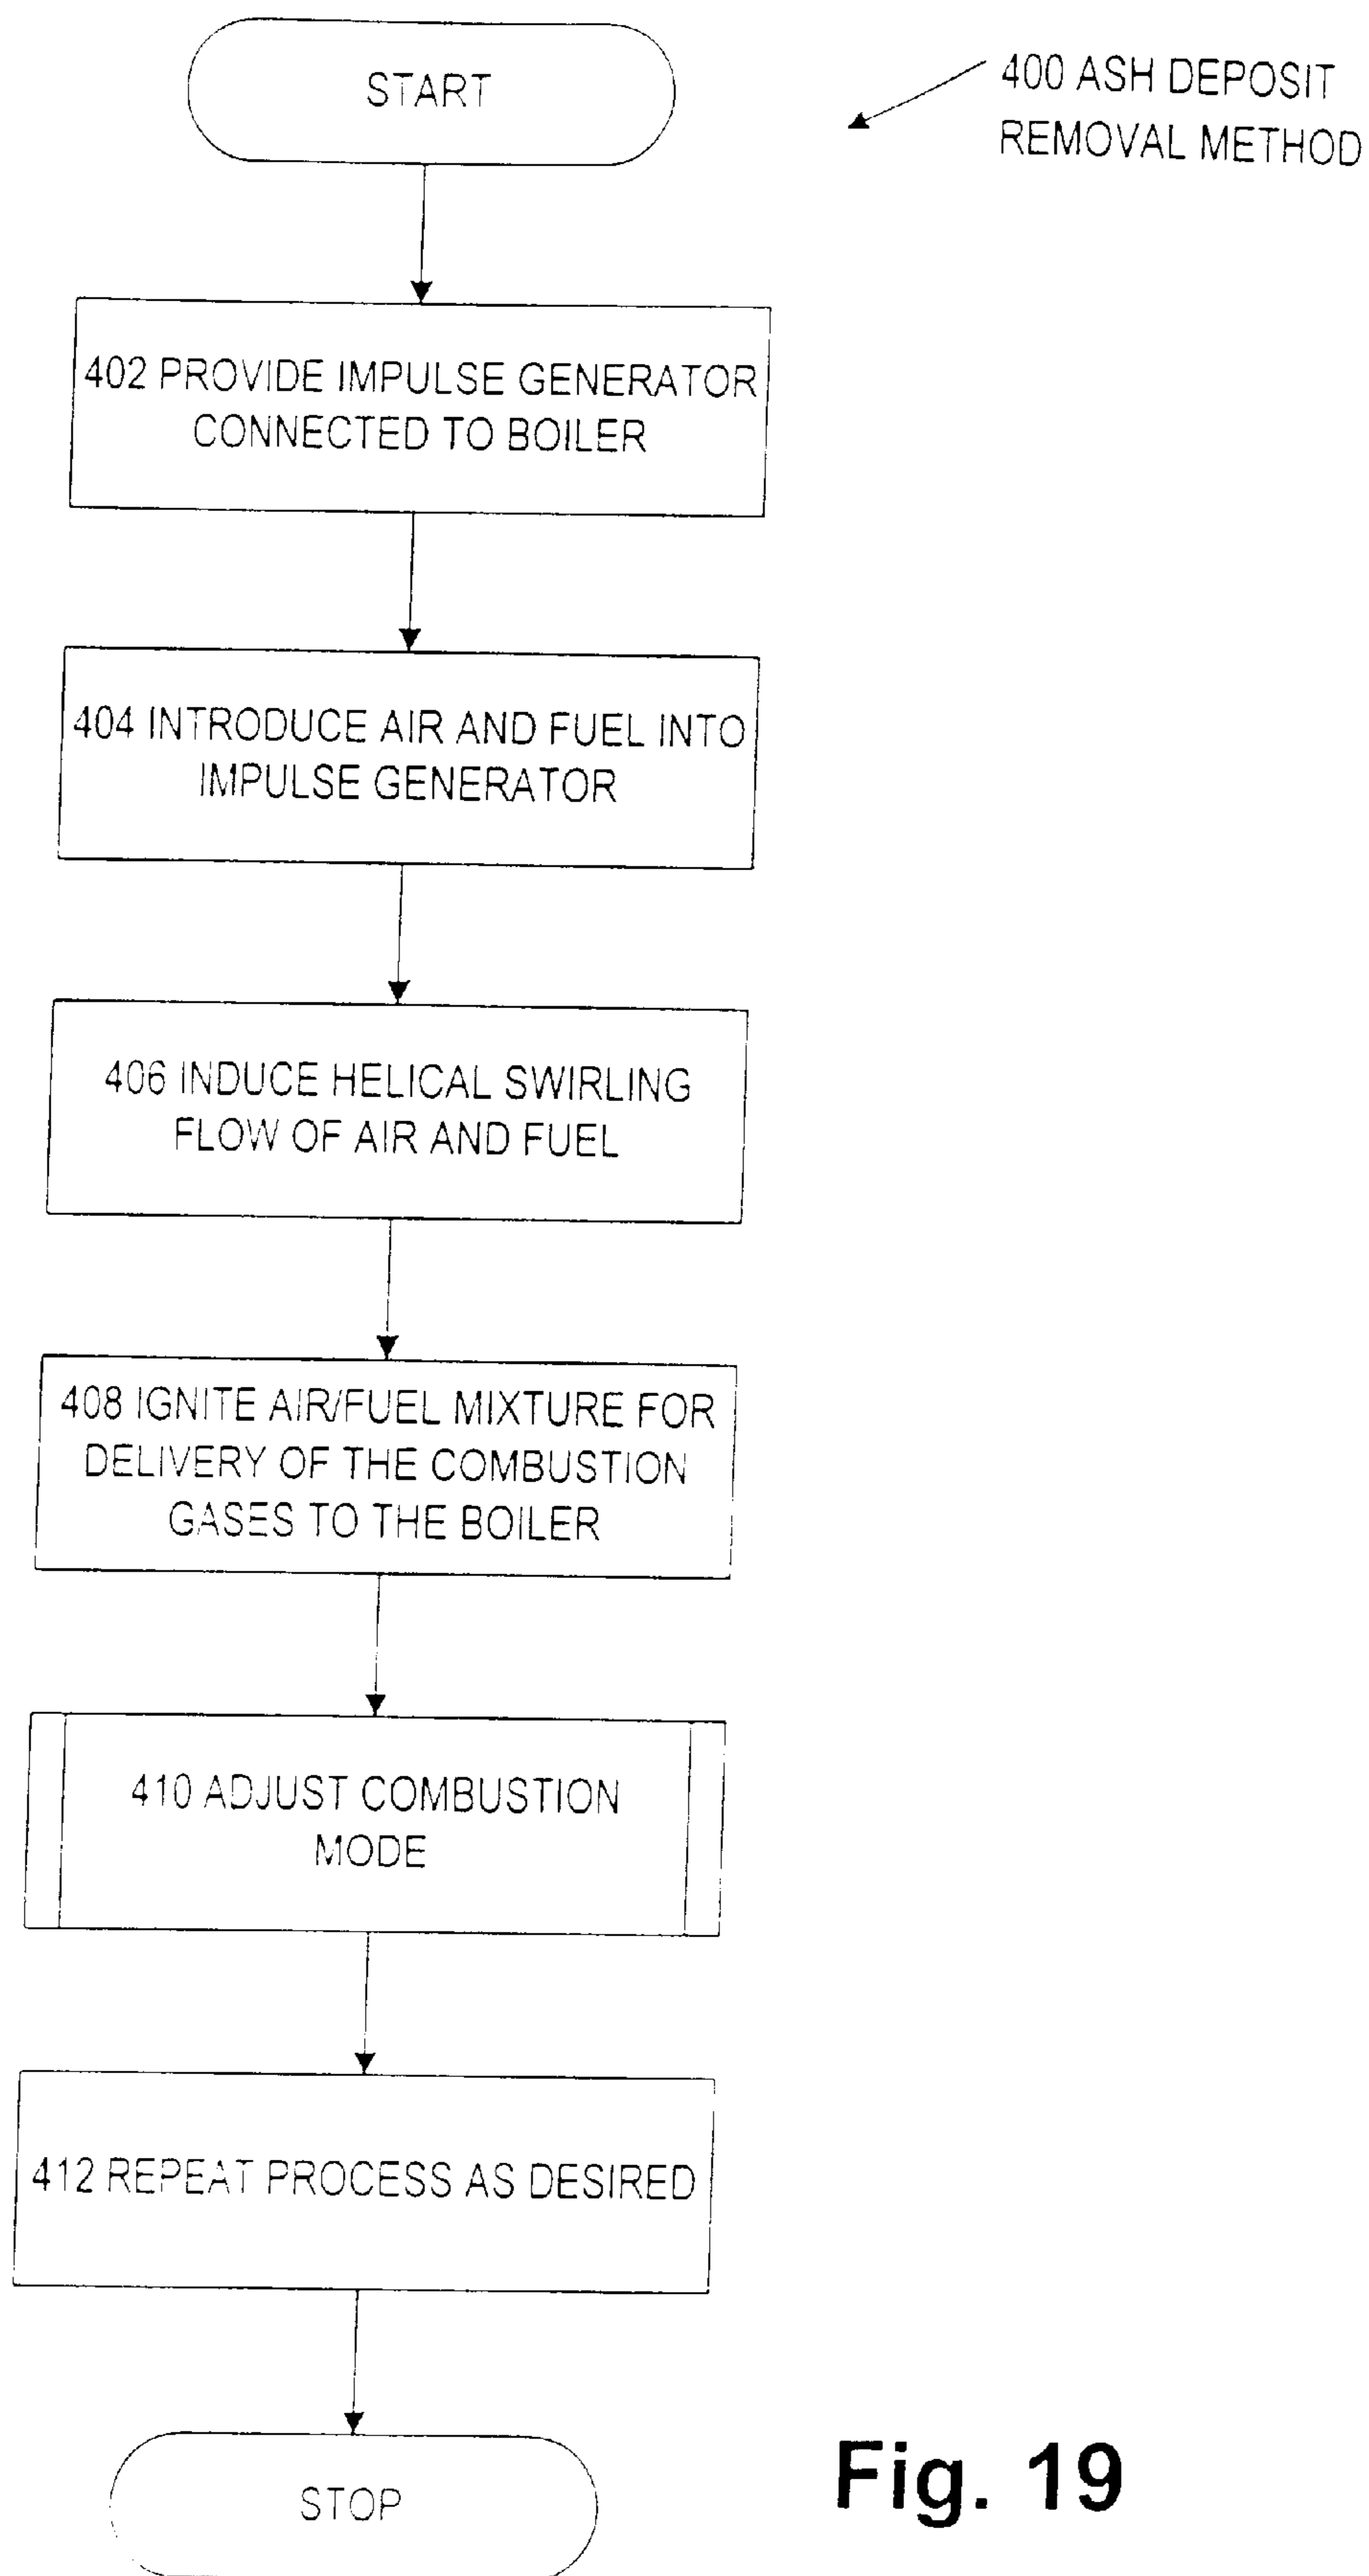 START
400 ASH DEPOSIT
REMOVAL METHOD
402 PROVIDE IMPULSE GENERATOR
CONNECTED TO BOILER
404 INTRODUCE AIR AND FUEL INTO
IMPULSE GENERATOR
406 INDUCE HELICAL SWIRLING
FLOW OF AIR AND FUEL
408 IGNITE AIR/FUEL MIXTURE FOR
DELIVERY OF THE COMBUSTION
GASES TO THE BOILER
410 ADJUST COMBUSTION
MODE
412 REPEAT PROCESS AS DESIRED
STOP
Fig. 19